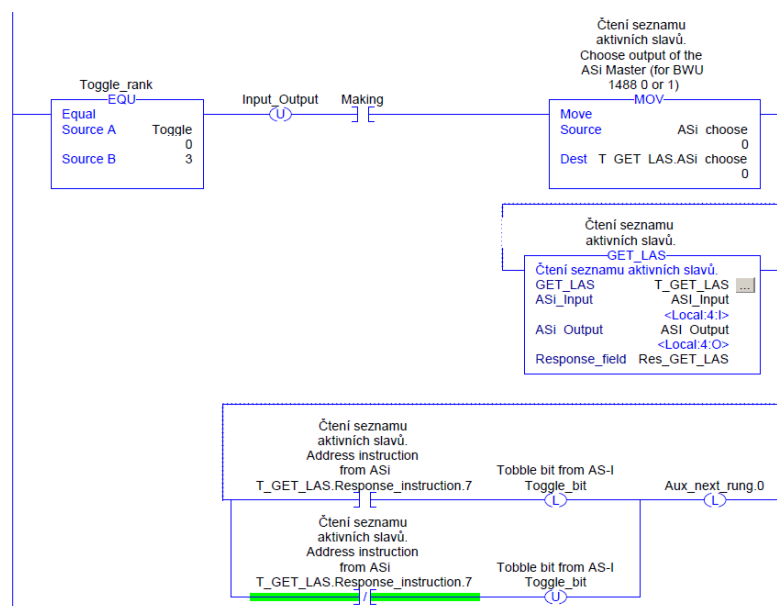 Čtení seznamu
aktivních slavů.
Choose output of the
ASi Master (for BWU
1488 0 or 1)
Toggle_rank
EQU
Equal
Source A Toggle
0
Source B 3
Input_Output
U
Making
MOV
Move
Source ASi_choose
0
Dest T_GET_LAS.ASi_choose
0
Čtení seznamu
aktivních slavů.
GET_LAS
Čtení seznamu aktivních slavů.
GET_LAS T_GET_LAS ...
ASi_Input ASI_Input
<Local:4:I>
ASi_Output ASI_Output
<Local:4:O>
Response_field Res_GET_LAS
Čtení seznamu
aktivních slavů.
Address instruction
from ASi
T_GET_LAS.Response_instruction.7
Tobble bit from AS-I
Toggle_bit
L
Aux_next_rung.0
L
Čtení seznamu
aktivních slavů.
Address instruction
from ASi
T_GET_LAS.Response_instruction.7
/
Tobble bit from AS-I
Toggle_bit
U